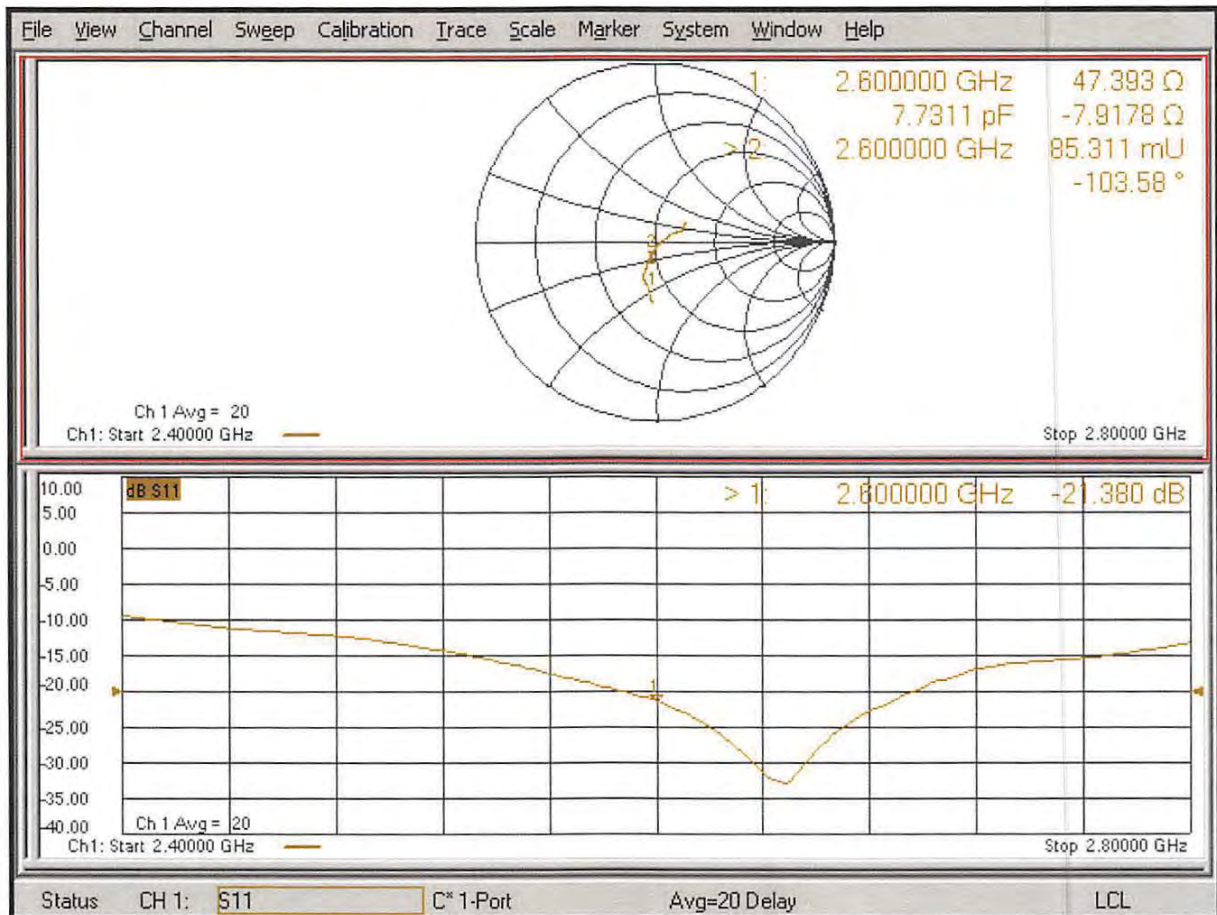 File View Channel Sweep Calibration Trace Scale Marker System Window Help
1: 2.600000 GHz 47.393 Ω
7.7311 pF -7.9178 Ω
> 2: 2.600000 GHz 85.311 mU
-103.58 °
1
Ch 1 Avg = 20
Ch1: Start 2.40000 GHz
Stop 2.80000 GHz
10.00
5.00
0.00
-5.00
-10.00
-15.00
-20.00
-25.00
-30.00
-35.00
-40.00
dB S11
> 1: 2.600000 GHz -21.380 dB
1
Ch 1 Avg = 20
Ch1: Start 2.40000 GHz
Stop 2.80000 GHz
Status CH 1: S11 C* 1-Port Avg=20 Delay LCL